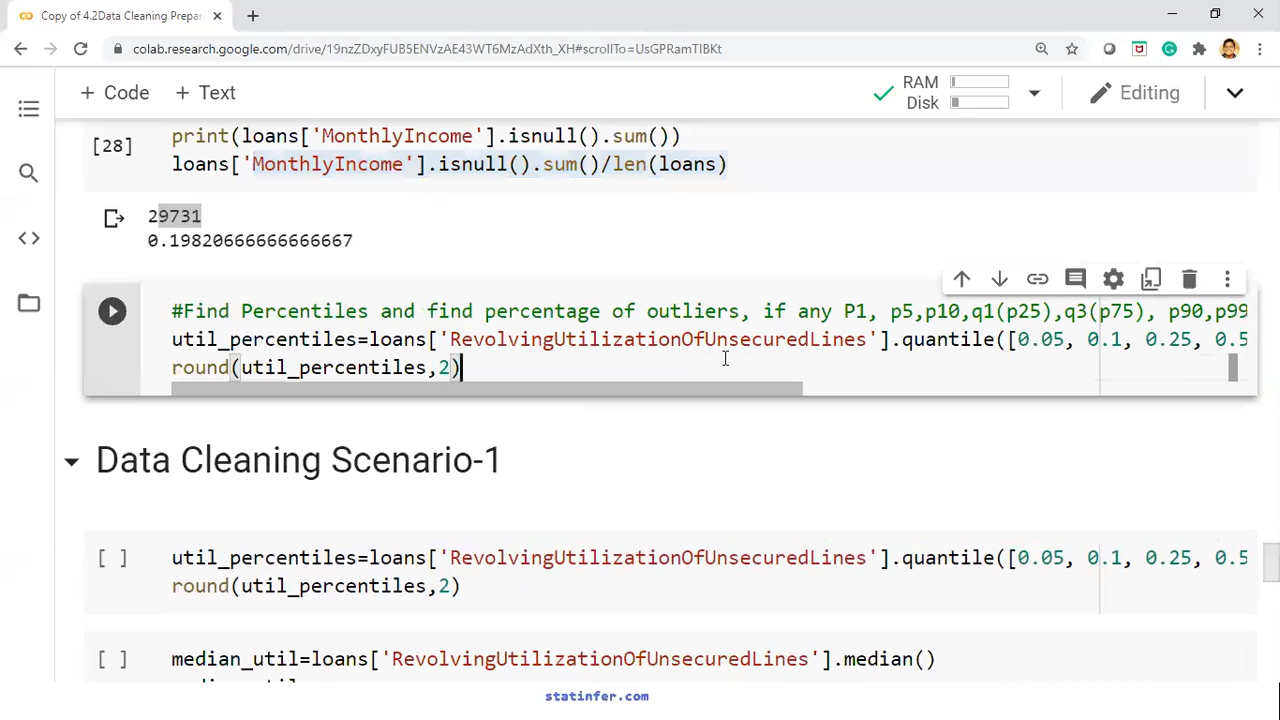 Copy of 4.2Data Cleaning Prepar
colab.research.google.com/drive/19nzZDxyFUB5ENVzAE43WT6MzAdXth_XH#scrollTo=UsGPRamTIBKt
+ Code + Text
RAM
Disk
Editing
[28]
print(loans['MonthlyIncome'].isnull().sum())
loans['MonthlyIncome'].isnull().sum()/len(loans)
29731
0.19820666666666667
#Find Percentiles and find percentage of outliers, if any P1, p5,p10,q1(p25),q3(p75), p90,p99
util_percentiles=loans['RevolvingUtilizationOfUnsecuredLines'].quantile([0.05, 0.1, 0.25, 0.5
round(util_percentiles,2)
Data Cleaning Scenario-1
[ ]
util_percentiles=loans['RevolvingUtilizationOfUnsecuredLines'].quantile([0.05, 0.1, 0.25, 0.5
round(util_percentiles,2)
[ ]
median_util=loans['RevolvingUtilizationOfUnsecuredLines'].median()
statinfer.com